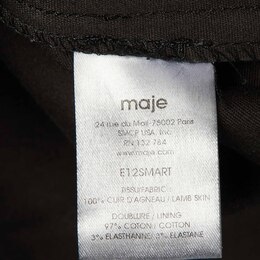 maje
24 rue du Mail 75002 Paris
SMCP USA. Inc.
RN 132 784
www.maje.com
E12SMART
TISSU/FABRIC :
100% CUIR D'AGNEAU / LAMB SKIN
DOUBLURE / LINING
97% COTON / COTTON
3% ELASTHANNE/ 3% ELASTANE